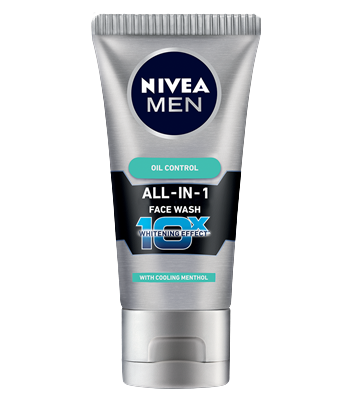 NIVEA
MEN
OIL CONTROL
ALL-IN-1
FACE WASH
10X
WHITENING EFFECT
WITH COOLING MENTHOL